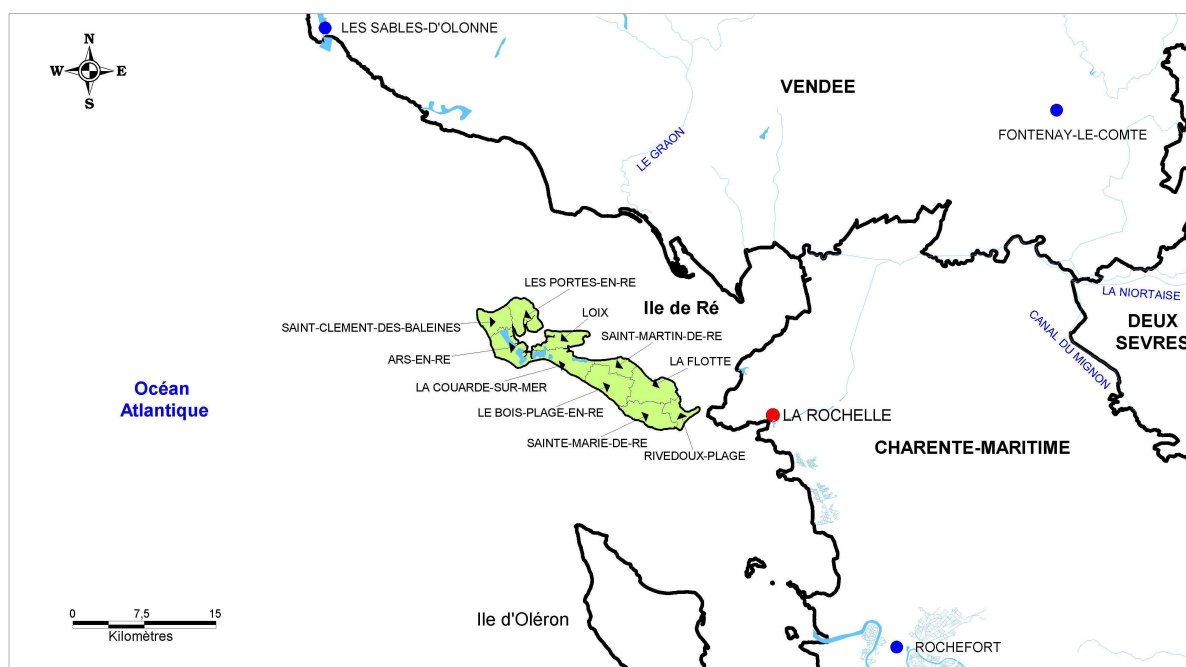 LES SABLES-D'OLONNE
N
W E
S
VENDEE
FONTENAY-LE-COMTE
LE GRAON
LES PORTES-EN-RE
Ile de Ré
LOIX
SAINT-CLEMENT-DES-BALEINES
SAINT-MARTIN-DE-RE
ARS-EN-RE
LA FLOTTE
LA COUARDE-SUR-MER
LE BOIS-PLAGE-EN-RE
SAINTE-MARIE-DE-RE
RIVEDOUX-PLAGE
LA NIORTAISE
CANAL DU MIGNON
DEUX
SEVRES
Océan
Atlantique
LA ROCHELLE
CHARENTE-MARITIME
0 7,5 15
Kilomètres
Ile d'Oléron
ROCHEFORT